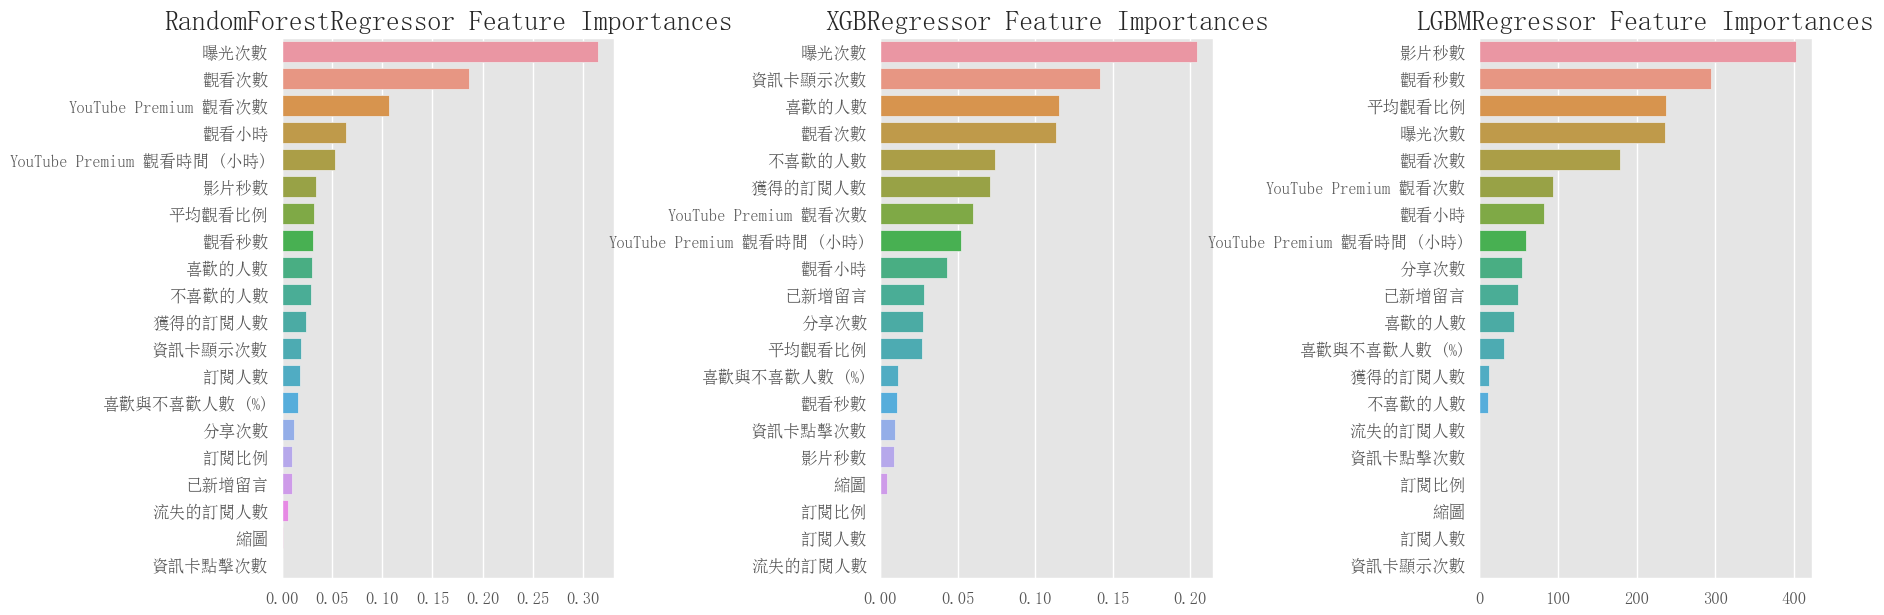 RandomForestRegressor Feature Importances
曝光次數
觀看次數
YouTube Premium 觀看次數
觀看小時
YouTube Premium 觀看時間 (小時)
影片秒數
平均觀看比例
觀看秒數
喜歡的人數
不喜歡的人數
獲得的訂閱人數
資訊卡顯示次數
訂閱人數
喜歡與不喜歡人數 (%)
分享次數
訂閱比例
已新增留言
流失的訂閱人數
縮圖
資訊卡點擊次數
0.00 0.05 0.10 0.15 0.20 0.25 0.30
XGBRegressor Feature Importances
曝光次數
資訊卡顯示次數
喜歡的人數
觀看次數
不喜歡的人數
獲得的訂閱人數
YouTube Premium 觀看次數
YouTube Premium 觀看時間 (小時)
觀看小時
已新增留言
分享次數
平均觀看比例
喜歡與不喜歡人數 (%)
觀看秒數
資訊卡點擊次數
影片秒數
縮圖
訂閱比例
訂閱人數
流失的訂閱人數
0.00 0.05 0.10 0.15 0.20
LGBMRegressor Feature Importances
影片秒數
觀看秒數
平均觀看比例
曝光次數
觀看次數
YouTube Premium 觀看次數
觀看小時
YouTube Premium 觀看時間 (小時)
分享次數
已新增留言
喜歡的人數
喜歡與不喜歡人數 (%)
獲得的訂閱人數
不喜歡的人數
流失的訂閱人數
資訊卡點擊次數
訂閱比例
縮圖
訂閱人數
資訊卡顯示次數
0 100 200 300 400